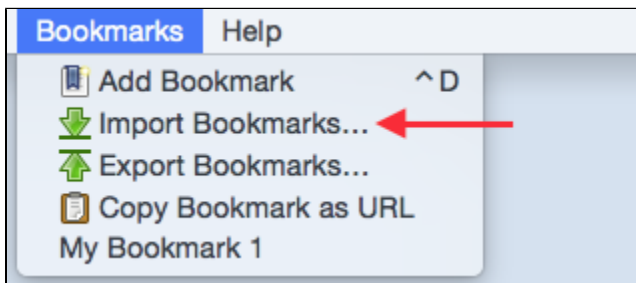 Bookmarks Help
Add Bookmark ^D
Import Bookmarks...
Export Bookmarks...
Copy Bookmark as URL
My Bookmark 1